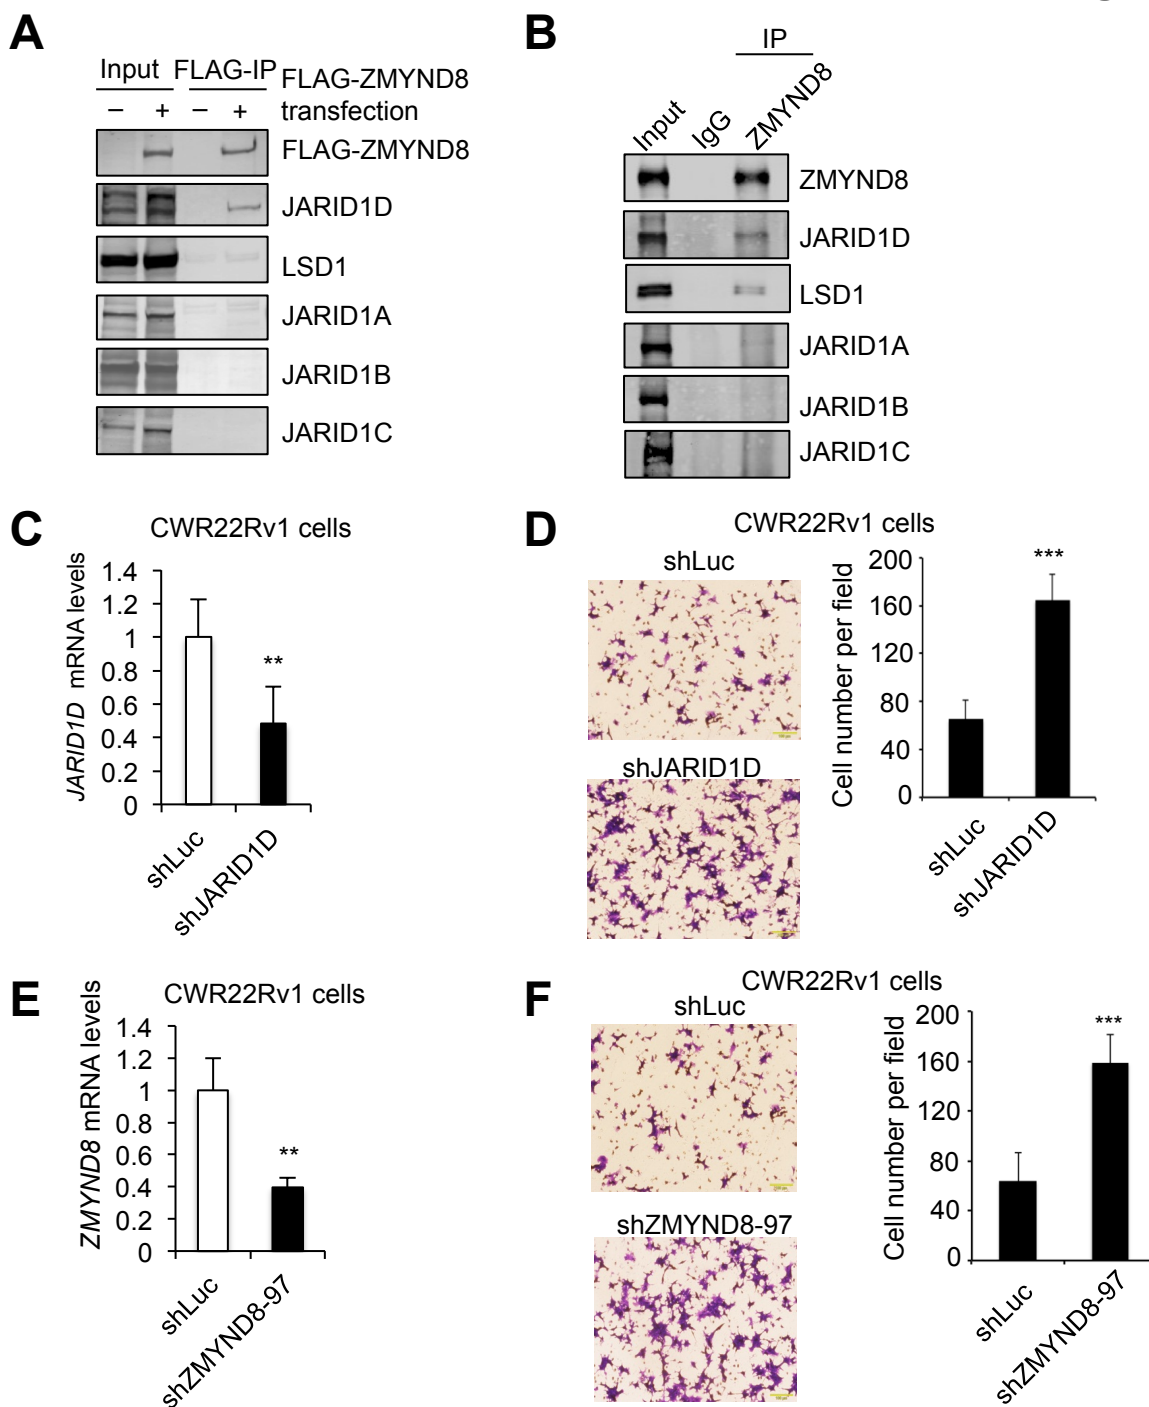 A
Input FLAG-IP FLAG-ZMYND8
− + − + transfection
FLAG-ZMYND8
JARID1D
LSD1
JARID1A
JARID1B
JARID1C
B
IP
Input IgG ZMYND8
ZMYND8
JARID1D
LSD1
JARID1A
JARID1B
JARID1C
C
CWR22Rv1 cells
JARID1D mRNA levels
1.4
1.2
1
0.8
0.6
0.4
0.2
0
**
shLuc
shJARID1D
D
CWR22Rv1 cells
shLuc
shJARID1D
Cell number per field
200
160
120
80
40
0
***
shLuc
shJARID1D
E
CWR22Rv1 cells
ZMYND8 mRNA levels
1.4
1.2
1
0.8
0.6
0.4
0.2
0
**
shLuc
shZMYND8-97
F
CWR22Rv1 cells
shLuc
shZMYND8-97
Cell number per field
200
160
120
80
40
0
***
shLuc
shZMYND8-97